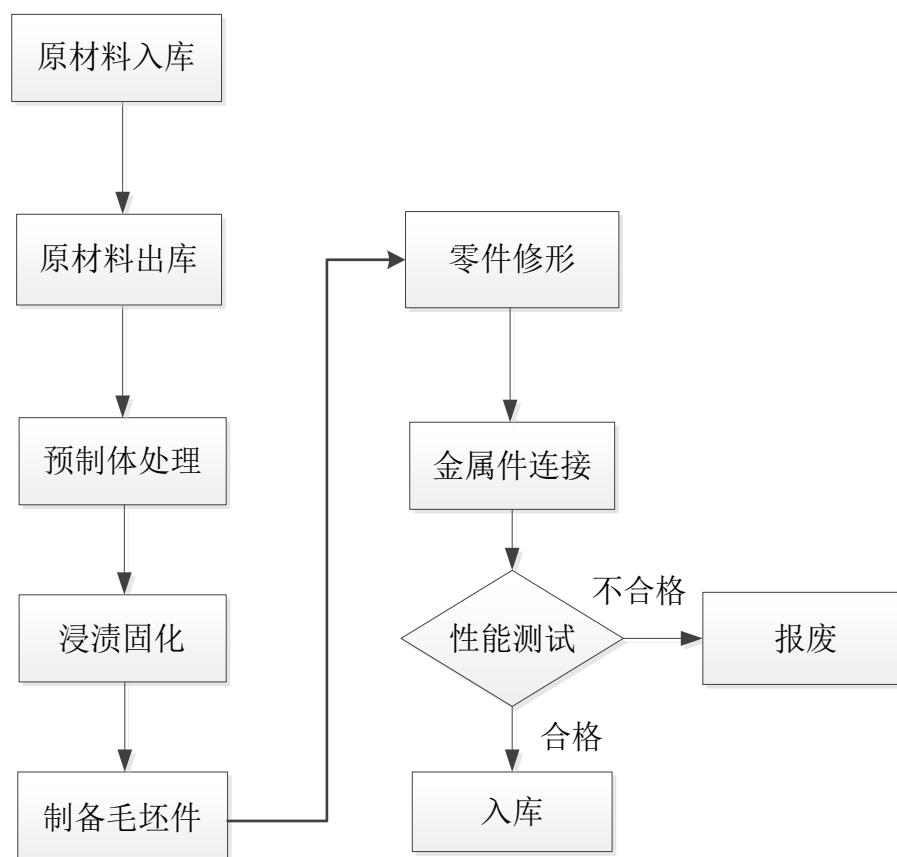 原材料入库
原材料出库
预制体处理
浸渍固化
制备毛坯件
零件修形
金属件连接
性能测试
不合格
报废
合格
入库